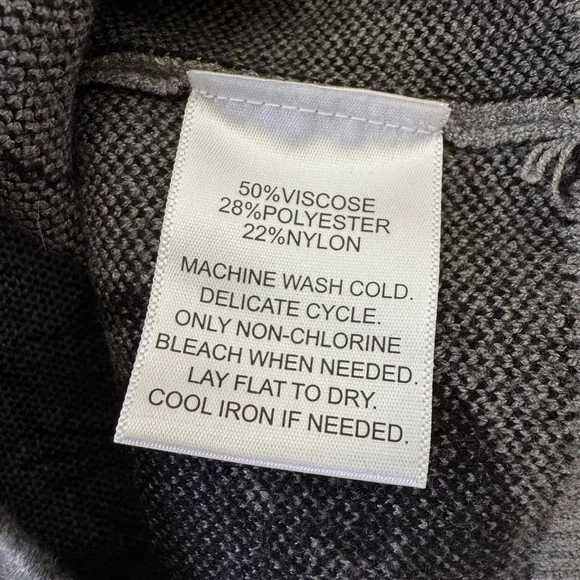 50%VISCOSE
28%POLYESTER
22%NYLON
MACHINE WASH COLD.
DELICATE CYCLE.
ONLY NON-CHLORINE
BLEACH WHEN NEEDED.
LAY FLAT TO DRY.
COOL IRON IF NEEDED.